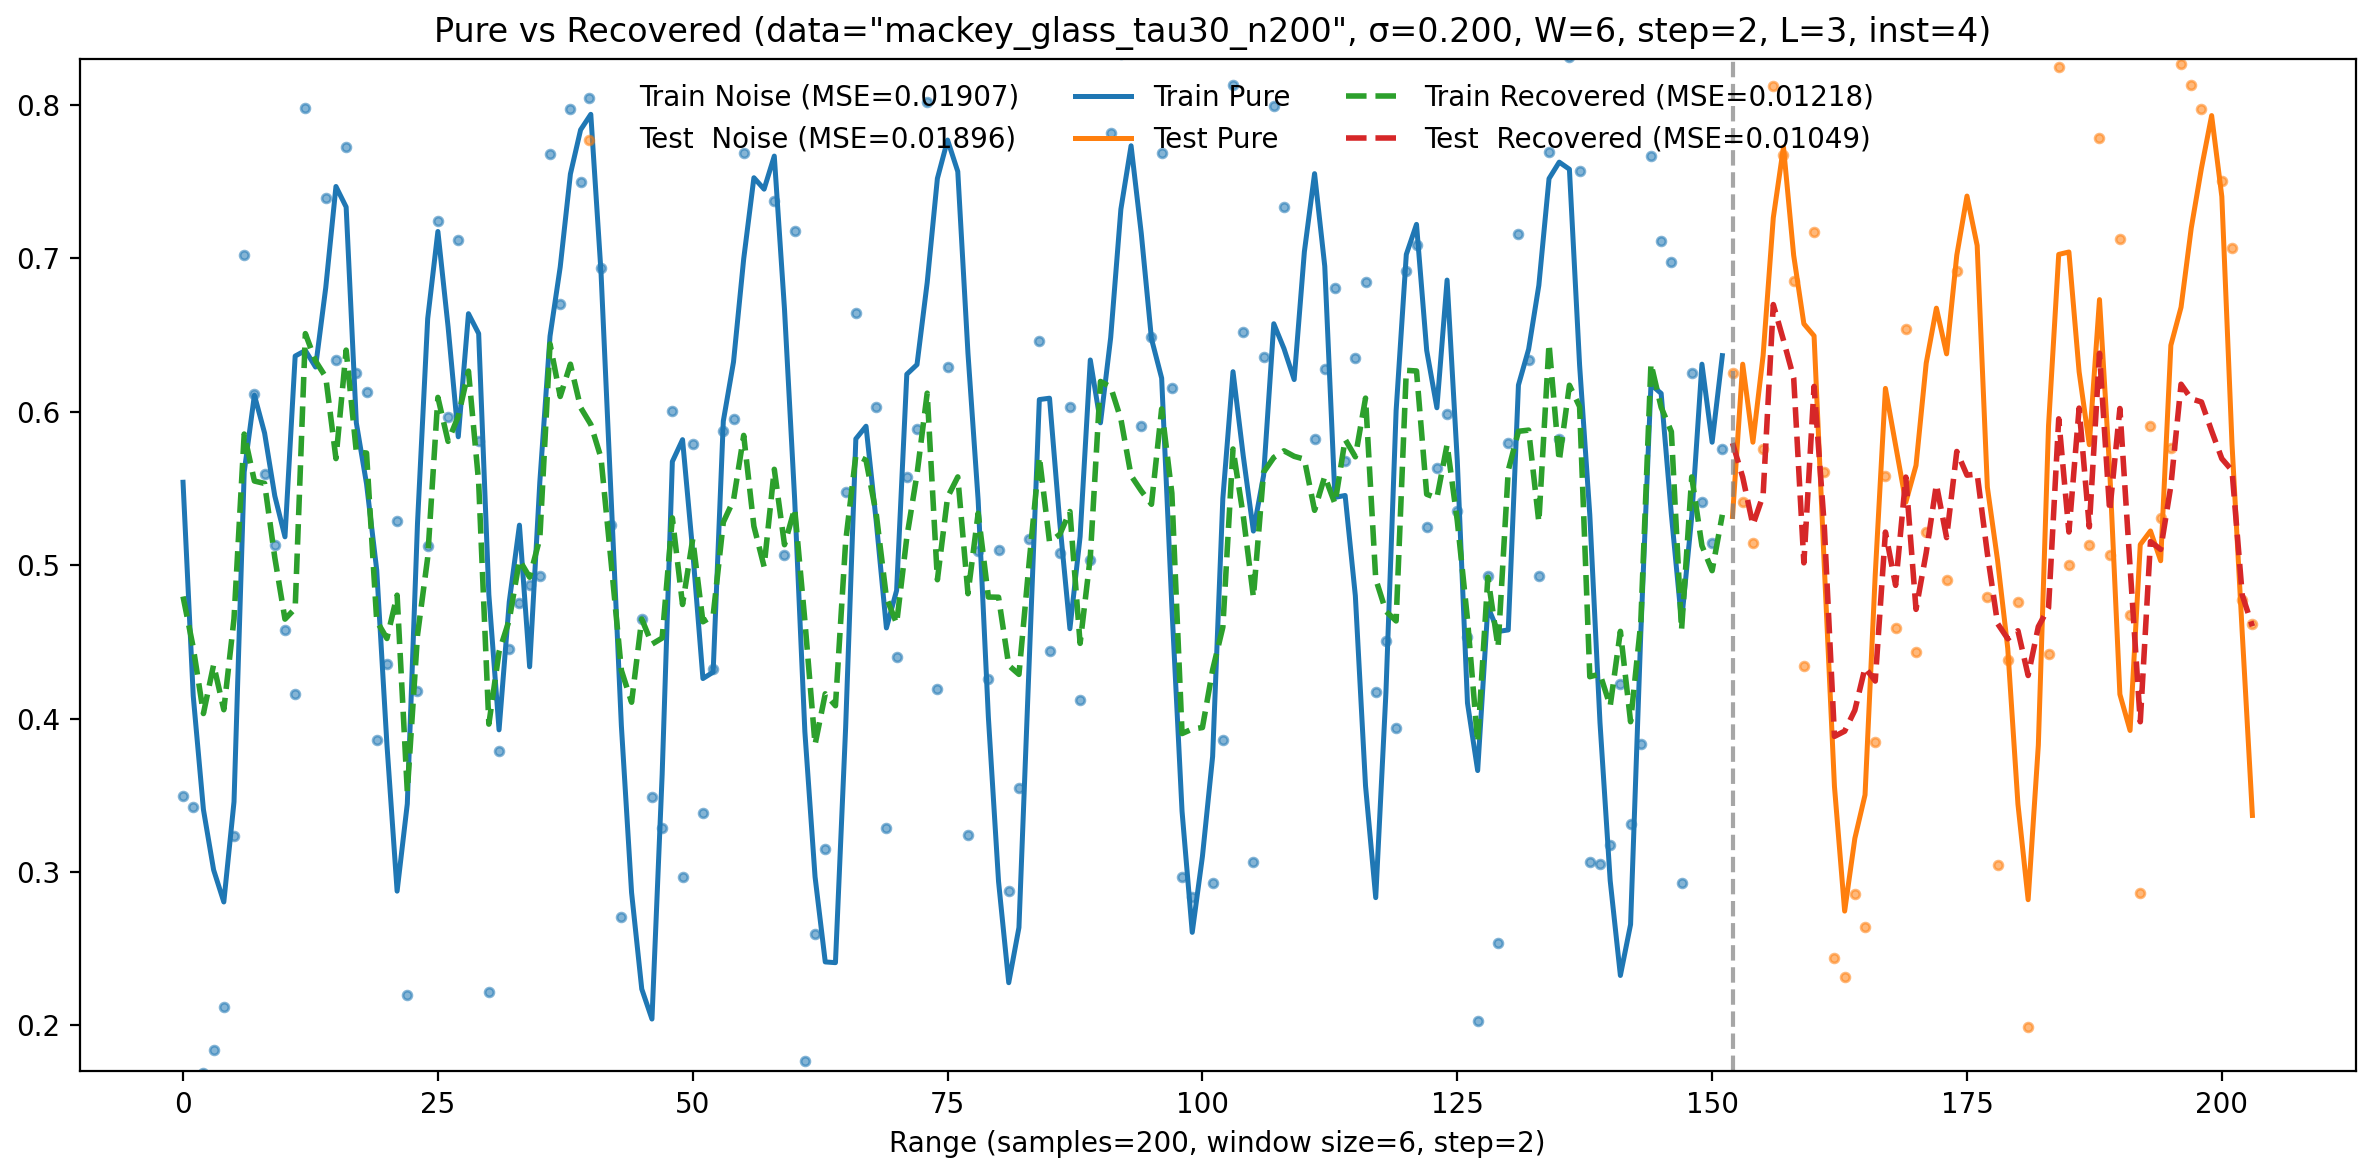 Pure vs Recovered (data="mackey_glass_tau30_n200", σ=0.200, W=6, step=2, L=3, inst=4)
Train Noise (MSE=0.01907) Train Pure Train Recovered (MSE=0.01218)
Test  Noise (MSE=0.01896) Test Pure Test  Recovered (MSE=0.01049)
0.8
0.7
0.6
0.5
0.4
0.3
0.2
0 25 50 75 100 125 150 175 200
Range (samples=200, window size=6, step=2)